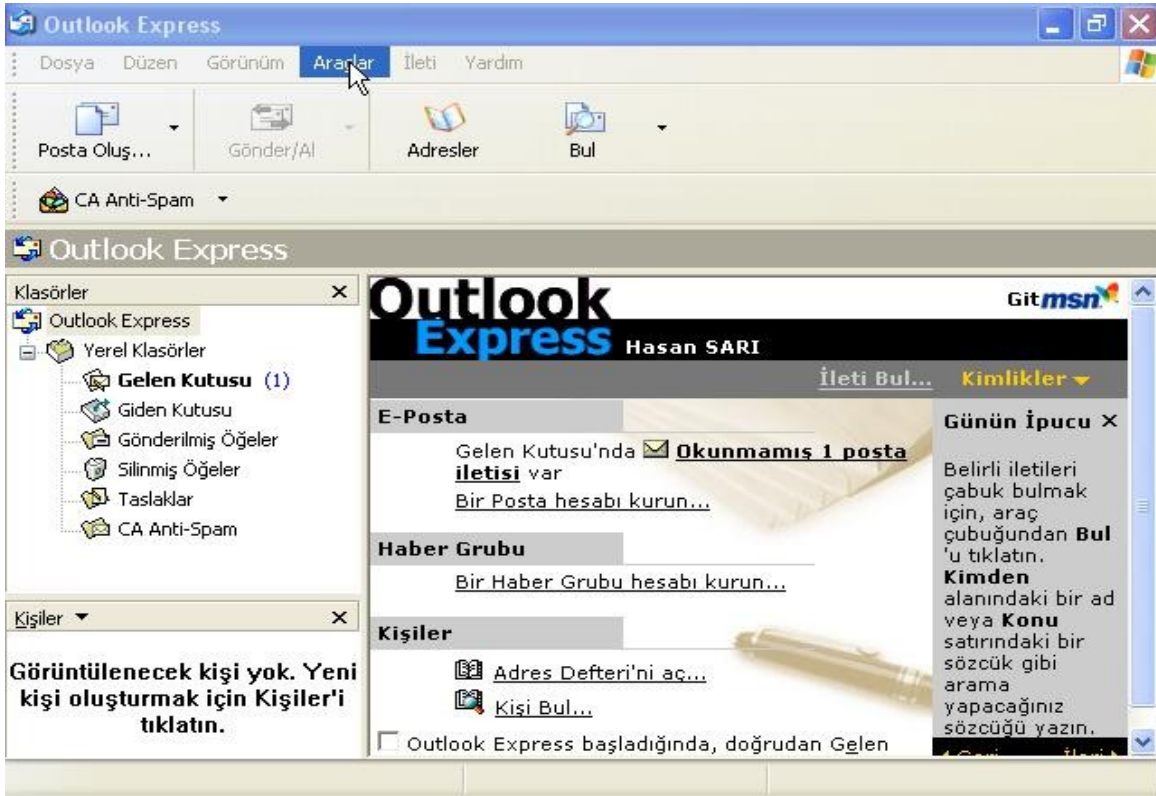 Outlook Express
Dosya Düzen Görünüm Araçlar İleti Yardım
Posta Oluş... Gönder/Al Adresler Bul
CA Anti-Spam
Outlook Express
Klasörler
Outlook Express
Yerel Klasörler
Gelen Kutusu (1)
Giden Kutusu
Gönderilmiş Öğeler
Silinmiş Öğeler
Taslaklar
CA Anti-Spam
Kişiler
Görüntülenecek kişi yok. Yeni
kişi oluşturmak için Kişiler'i
tıklatın.
Outlook
Express Hasan SARI
Git msn
İleti Bul... Kimlikler
E-Posta
Gelen Kutusu'nda Okunmamış 1 posta
iletisi var
Bir Posta hesabı kurun...
Haber Grubu
Bir Haber Grubu hesabı kurun...
Kişiler
Adres Defteri'ni aç...
Kişi Bul...
Outlook Express başladığında, doğrudan Gelen
Günün İpucu
Belirli iletileri
çabuk bulmak
için, araç
çubuğundan Bul
'u tıklatın.
Kimden
alanındaki bir ad
veya Konu
satırındaki bir
sözcük gibi
arama
yapacağınız
sözcüğü yazın.